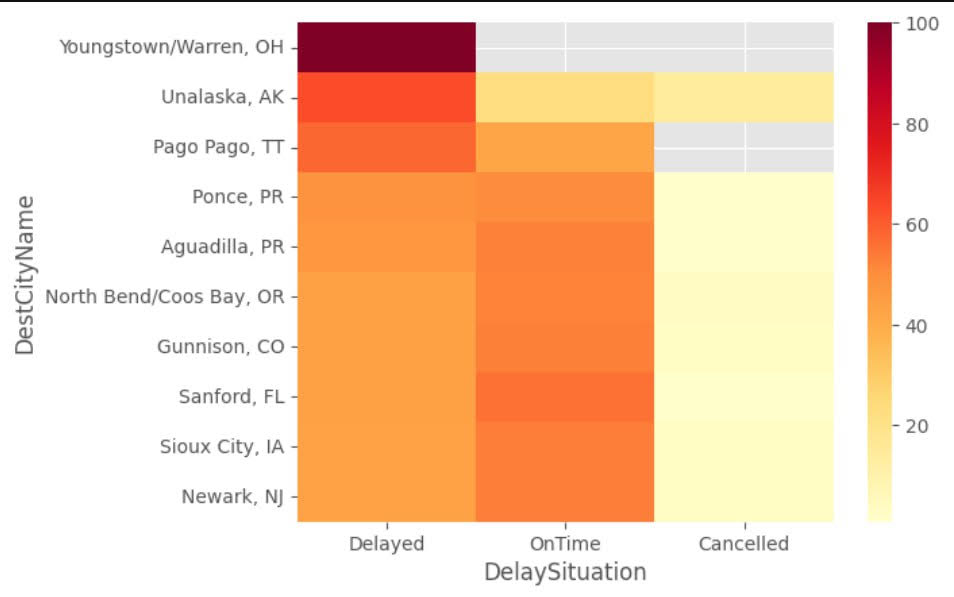 DestCityName
Youngstown/Warren, OH
Unalaska, AK
Pago Pago, TT
Ponce, PR
Aguadilla, PR
North Bend/Coos Bay, OR
Gunnison, CO
Sanford, FL
Sioux City, IA
Newark, NJ
Delayed OnTime Cancelled
DelaySituation
100
80
60
40
20